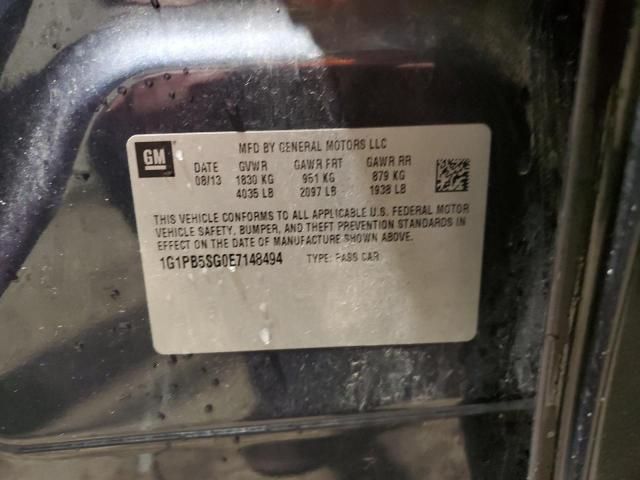 GM
MFD BY GENERAL MOTORS LLC
DATE GVWR GAWR FRT GAWR RR
08/13 1830 KG 951 KG 879 KG
4035 LB 2097 LB 1938 LB
THIS VEHICLE CONFORMS TO ALL APPLICABLE U.S. FEDERAL MOTOR
VEHICLE SAFETY, BUMPER, AND THEFT PREVENTION STANDARDS IN
EFFECT ON THE DATE OF MANUFACTURE SHOWN ABOVE.
1G1PB5SG0E7148494 TYPE: PASS CAR